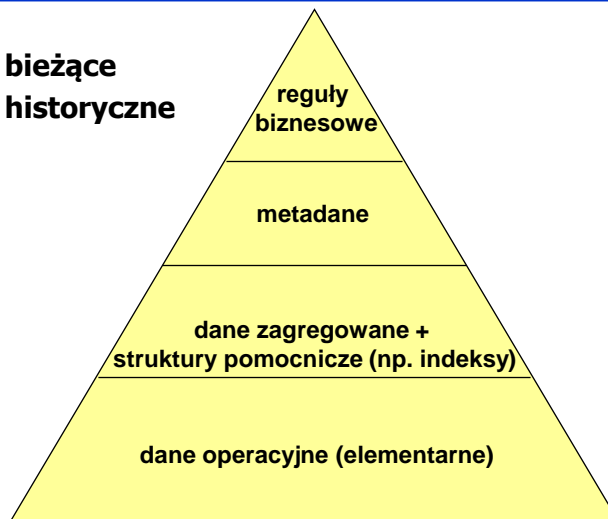 bieżące
historyczne
reguły
biznesowe
metadane
dane zagregowane +
struktury pomocnicze (np. indeksy)
dane operacyjne (elementarne)